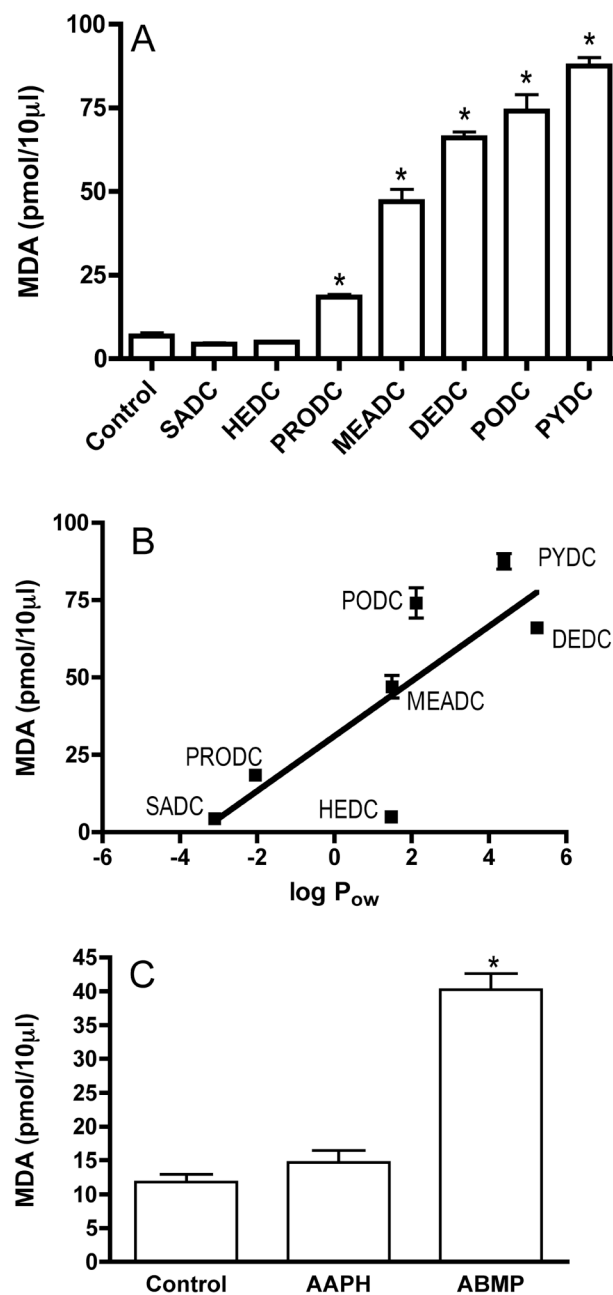 A
MDA (pmol/10µl)
100
75
50
25
0
*
*
*
*
*
Control
SADC
HEDC
PRODC
MEADC
DEDC
PODC
PYDC
B
MDA (pmol/10µl)
100
75
50
25
0
PYDC
PODC
DEDC
MEADC
PRODC
SADC
HEDC
-6
-4
-2
0
2
4
6
log Pow
C
MDA (pmol/10µl)
45
40
35
30
25
20
15
10
5
0
*
Control
AAPH
ABMP